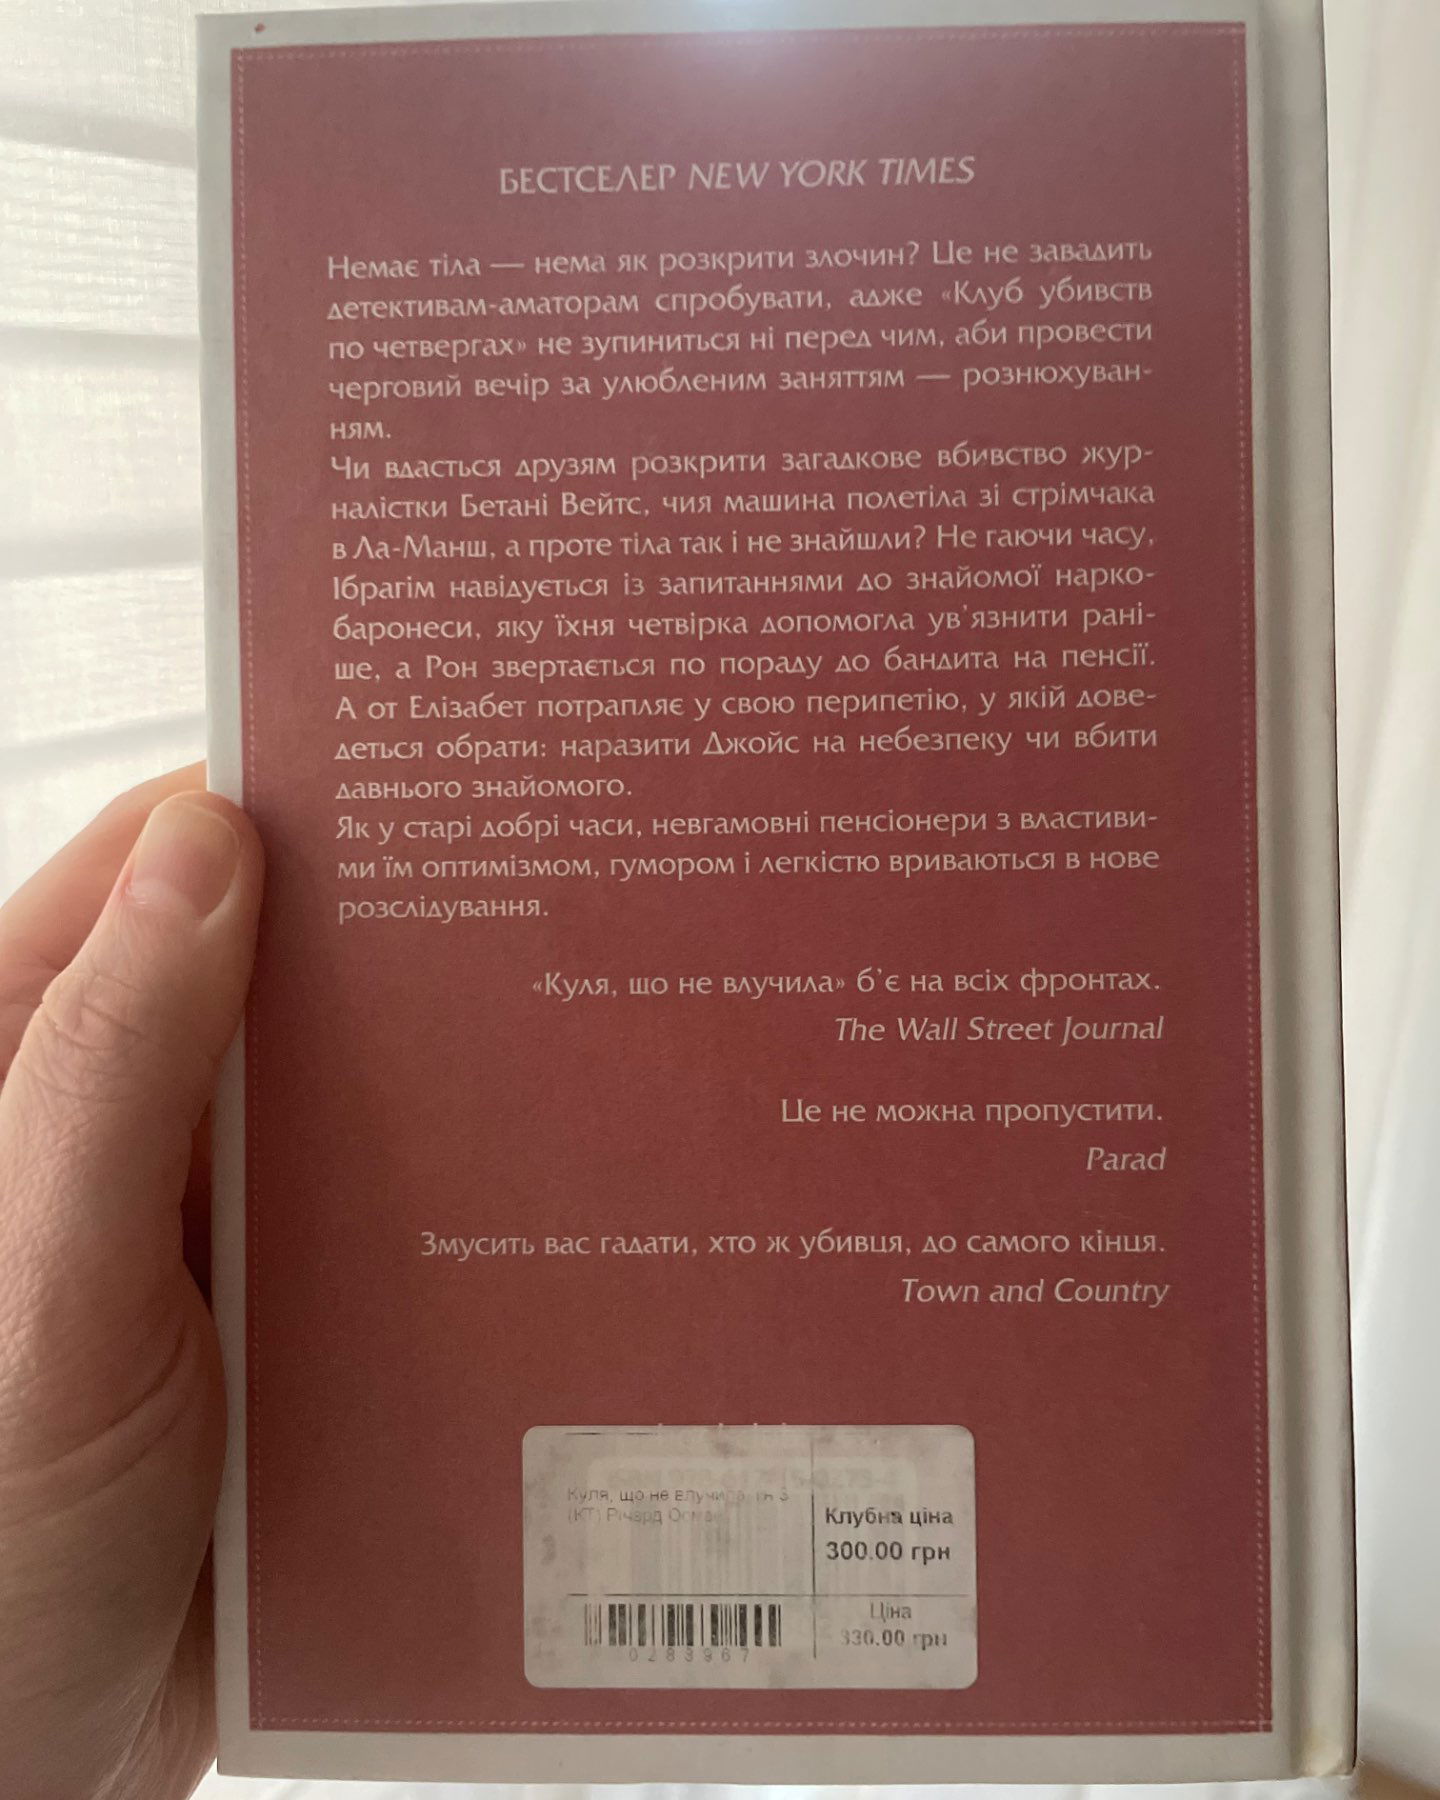 БЕСТСЕЛЕР NEW YORK TIMES
Немає тіла — нема як розкрити злочин? Це не завадить
детективам-аматорам спробувати, адже «Клуб убивств
по четвергах» не зупиниться ні перед чим, аби провести
черговий вечір за улюбленим заняттям — рознюхуван-
ням.
Чи вдасться друзям розкрити загадкове вбивство жур-
налістки Бетані Вейтс, чия машина полетіла зі стрімчака
в Ла-Манш, а проте тіла так і не знайшли? Не гаючи часу,
Ібрагім навідується із запитаннями до знайомої нарко-
баронеси, яку їхня четвірка допомогла ув’язнити рані-
ше, а Рон звертається по пораду до бандита на пенсії.
А от Елізабет потрапляє у свою перипетію, у якій дове-
деться обрати: наразити Джойс на небезпеку чи вбити
давнього знайомого.
Як у старі добрі часи, невгамовні пенсіонери з властиви-
ми їм оптимізмом, гумором і легкістю вриваються в нове
розслідування.
«Куля, що не влучила» б’є на всіх фронтах.
The Wall Street Journal
Це не можна пропустити.
Parad
Змусить вас гадати, хто ж убивця, до самого кінця.
Town and Country
Куля, що не влучила
(КТ) Річард
Клубна ціна
300.00 грн
Ціна
330.00 грн
0283967